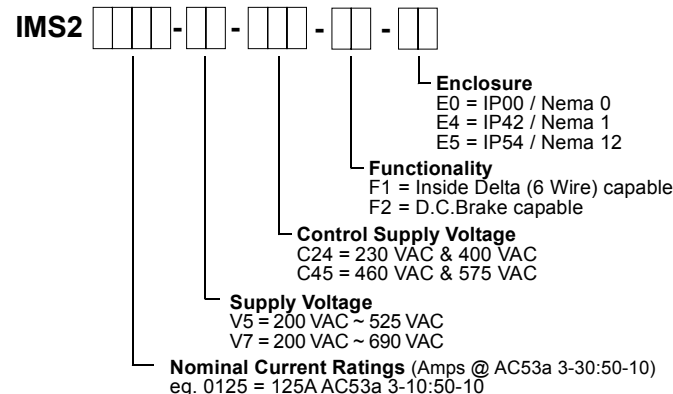 IMS2 - - - -
Enclosure
E0 = IP00 / Nema 0
E4 = IP42 / Nema 1
E5 = IP54 / Nema 12
Functionality
F1 = Inside Delta (6 Wire) capable
F2 = D.C.Brake capable
Control Supply Voltage
C24 = 230 VAC & 400 VAC
C45 = 460 VAC & 575 VAC
Supply Voltage
V5 = 200 VAC ~ 525 VAC
V7 = 200 VAC ~ 690 VAC
Nominal Current Ratings (Amps @ AC53a 3-30:50-10)
eg. 0125 = 125A AC53a 3-10:50-10